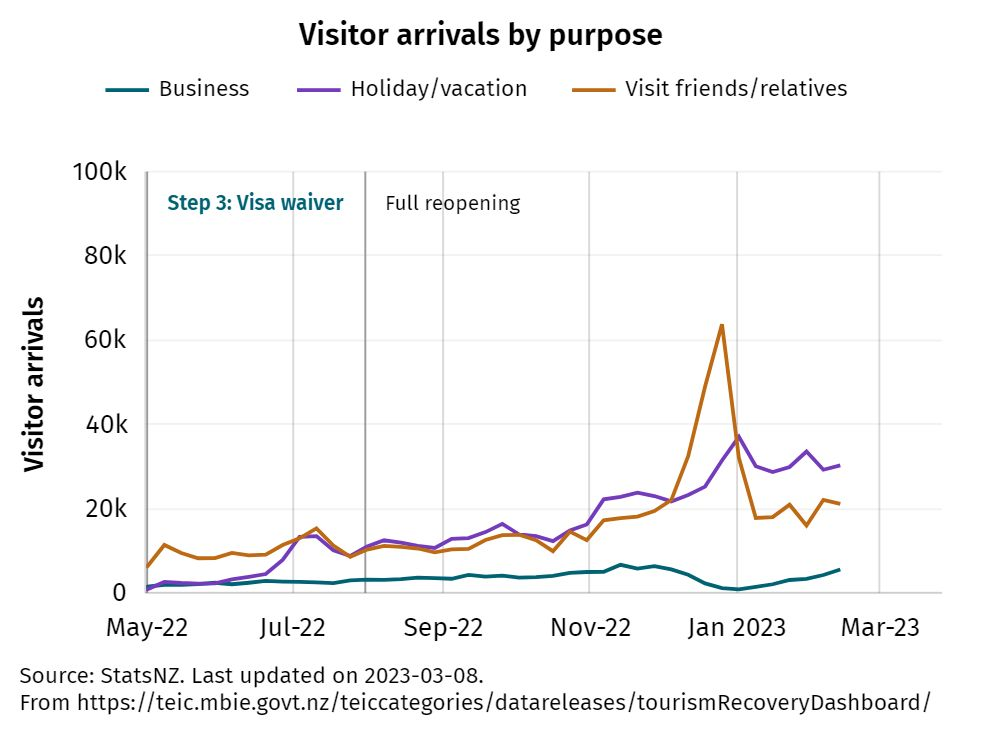 Visitor arrivals by purpose
Business Holiday/vacation Visit friends/relatives
100k
Step 3: Visa waiver Full reopening
80k
60k
40k
20k
0
Visitor arrivals
May-22 Jul-22 Sep-22 Nov-22 Jan 2023 Mar-23
Source: StatsNZ. Last updated on 2023-03-08.
From https://teic.mbie.govt.nz/teiccategories/datareleases/tourismRecoveryDashboard/